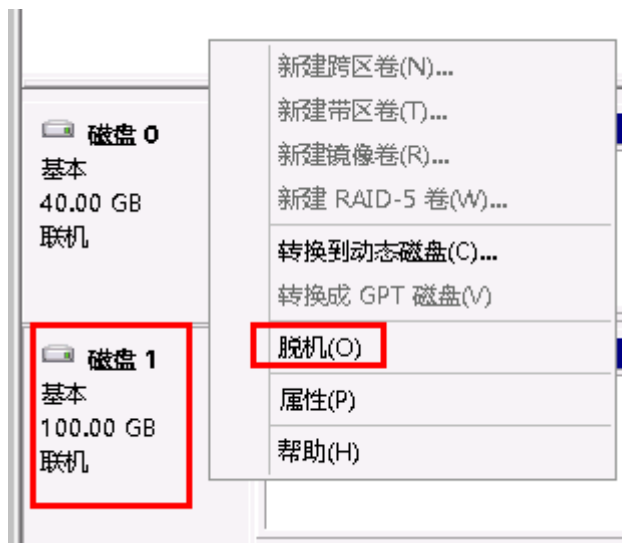 磁盘 0
基本
40.00 GB
联机
磁盘 1
基本
100.00 GB
联机
新建跨区卷(N)...
新建带区卷(T)...
新建镜像卷(R)...
新建 RAID-5 卷(W)...
转换到动态磁盘(C)...
转换成 GPT 磁盘(V)
脱机(O)
属性(P)
帮助(H)